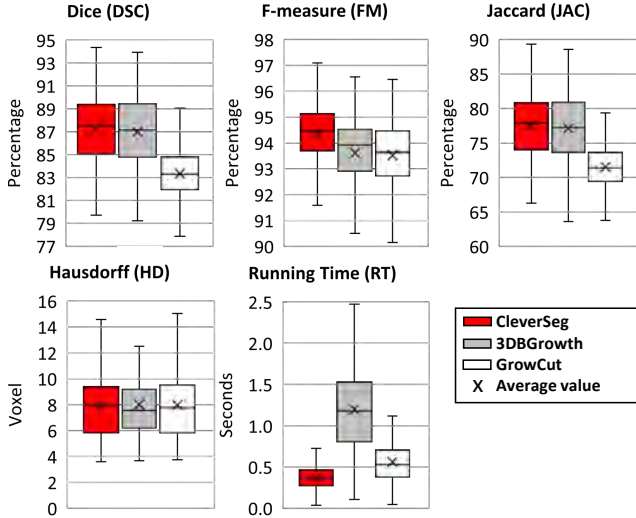 Dice (DSC)
Percentage
95
93
91
89
87
85
83
81
79
77
F-measure (FM)
Percentage
98
97
96
95
94
93
92
91
90
Jaccard (JAC)
Percentage
90
85
80
75
70
65
60
Hausdorff (HD)
Voxel
16
14
12
10
8
6
4
2
0
Running Time (RT)
Seconds
2.5
2.0
1.5
1.0
0.5
0.0
CleverSeg
3DBGrowth
GrowCut
X Average value